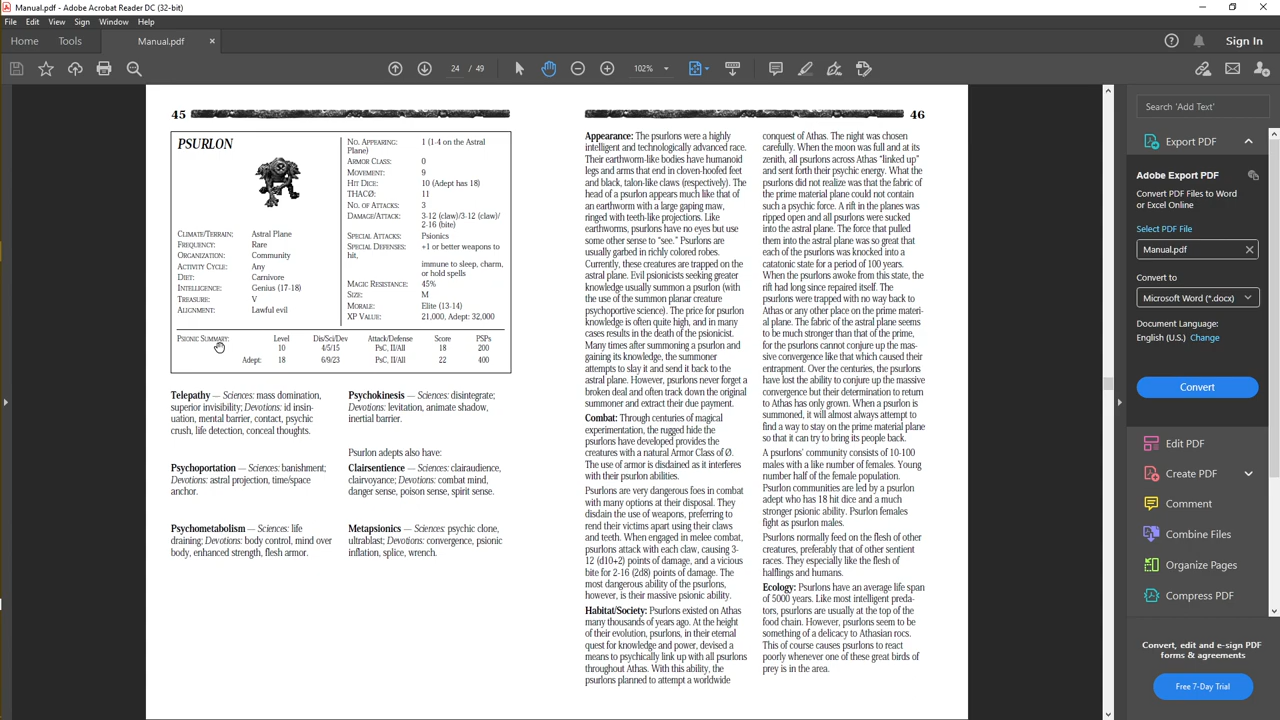 Manual.pdf - Adobe Acrobat Reader DC (32-bit)
File Edit View Sign Window Help
Home Tools Manual.pdf ×
Sign In
24 / 49
102%
45
PSURLON
CLIMATE/TERRAIN: Astral Plane
FREQUENCY: Rare
ORGANIZATION: Community
ACTIVITY CYCLE: Any
DIET: Carnivore
INTELLIGENCE: Genius (17-18)
TREASURE: V
ALIGNMENT: Lawful evil
NO. APPEARING: 1 (1-4 on the Astral
Plane)
ARMOR CLASS: 0
MOVEMENT: 9
HIT DICE: 10 (Adept has 18)
THACØ: 11
NO. OF ATTACKS: 3
DAMAGE/ATTACK: 3-12 (claw)/3-12 (claw)/
2-16 (bite)
SPECIAL ATTACKS: Psionics
SPECIAL DEFENSES: +1 or better weapons to
hit,
immune to sleep, charm,
or hold spells
MAGIC RESISTANCE: 45%
SIZE: M
MORALE: Elite (13-14)
XP VALUE: 21,000, Adept: 32,000
PSIONIC SUMMARY: Level Dis/Sci/Dev Attack/Defense Score PSPs
10 4/5/15 PsC, II/All 18 200
Adept: 18 6/9/23 PsC, II/All 22 400
Telepathy — Sciences: mass domination,
superior invisibility; Devotions: id insin-
uation, mental barrier, contact, psychic
crush, life detection, conceal thoughts.
Psychoportation — Sciences: banishment;
Devotions: astral projection, time/space
anchor.
Psychometabolism — Sciences: life
draining; Devotions: body control, mind over
body, enhanced strength, flesh armor.
Psychokinesis — Sciences: disintegrate;
Devotions: levitation, animate shadow,
inertial barrier.
Psurlon adepts also have:
Clairsentience — Sciences: clairaudience,
clairvoyance; Devotions: combat mind,
danger sense, poison sense, spirit sense.
Metapsionics — Sciences: psychic clone,
ultrablast; Devotions: convergence, psionic
inflation, splice, wrench.
46
Appearance: The psurlons were a highly
intelligent and technologically advanced race.
Their earthworm-like bodies have humanoid
legs and arms that end in cloven-hoofed feet
and black, talon-like claws (respectively). The
head of a psurlon appears much like that of
an earthworm with a large gaping maw,
ringed with teeth-like projections. Like
earthworms, psurlons have no eyes but use
some other sense to “see.” Psurlons are
usually garbed in richly colored robes.
Currently, these creatures are trapped on the
astral plane. Evil psionicists seeking greater
knowledge usually summon a psurlon (with
the use of the summon planar creature
psychoportive science). The price for psurlon
knowledge is often quite high, and in many
cases results in the death of the psionicist.
Many times after summoning a psurlon and
gaining its knowledge, the summoner
attempts to slay it and send it back to the
astral plane. However, psurlons never forget a
broken deal and often track down the original
summoner and extract their due payment.
Combat: Through centuries of magical
experimentation, the rugged hide the
psurlons have developed provides the
creatures with a natural Armor Class of Ø.
The use of armor is disdained as it interferes
with their psurlon abilities.
Psurlons are very dangerous foes in combat
with many options at their disposal. They
disdain the use of weapons, preferring to
rend their victims apart using their claws
and teeth. When engaged in melee combat,
psurlons attack with each claw, causing 3-
12 (d10+2) points of damage, and a vicious
bite for 2-16 (2d8) points of damage. The
most dangerous ability of the psurlons,
however, is their massive psionic ability.
Habitat/Society: Psurlons existed on Athas
many thousands of years ago. At the height
of their evolution, psurlons, in their eternal
quest for knowledge and power, devised a
means to psychically link up with all psurlons
throughout Athas. With this ability, the
psurlons planned to attempt a worldwide
conquest of Athas. The night was chosen
carefully. When the moon was full and at its
zenith, all psurlons across Athas “linked up”
and sent forth their psychic energy. What the
psurlons did not realize was that the fabric of
the prime material plane could not contain
such a psychic force. A rift in the planes was
ripped open and all psurlons were sucked
into the astral plane. The force that pulled
them into the astral plane was so great that
each of the psurlons was knocked into a
catatonic state for a period of 100 years.
When the psurlons awoke from this state, the
rift had long since repaired itself. The
psurlons were trapped with no way back to
Athas or any other place on the prime materi-
al plane. The fabric of the astral plane seems
to be much stronger than that of the prime,
for the psurlons cannot conjure up the mas-
sive convergence like that which caused their
entrapment. Over the centuries, the psurlons
have lost the ability to conjure up the massive
convergence but their determination to return
to Athas has only grown. When a psurlon is
summoned, it will almost always attempt to
find a way to stay on the prime material plane
so that it can try to bring its people back.
A psurlons’ community consists of 10-100
males with a like number of females. Young
number half of the female population.
Psurlon communities are led by a psurlon
adept who has 18 hit dice and a much
stronger psionic ability. Psurlon females
fight as psurlon males.
Psurlons normally feed on the flesh of other
creatures, preferably that of other sentient
races. They especially like the flesh of
halflings and humans.
Ecology: Psurlons have an average life span
of 5000 years. Like most intelligent preda-
tors, psurlons are usually at the top of the
food chain. However, psurlons seem to be
something of a delicacy to Athasian rocs.
This of course causes psurlons to react
poorly whenever one of these great birds of
prey is in the area.
Search 'Add Text'
Export PDF
Adobe Export PDF
Convert PDF Files to Word
or Excel Online
Select PDF File
Manual.pdf
Convert to
Microsoft Word (*.docx)
Document Language:
English (U.S.) Change
Convert
Edit PDF
Create PDF
Comment
Combine Files
Organize Pages
Compress PDF
Convert, edit and e-sign PDF
forms & agreements
Free 7-Day Trial